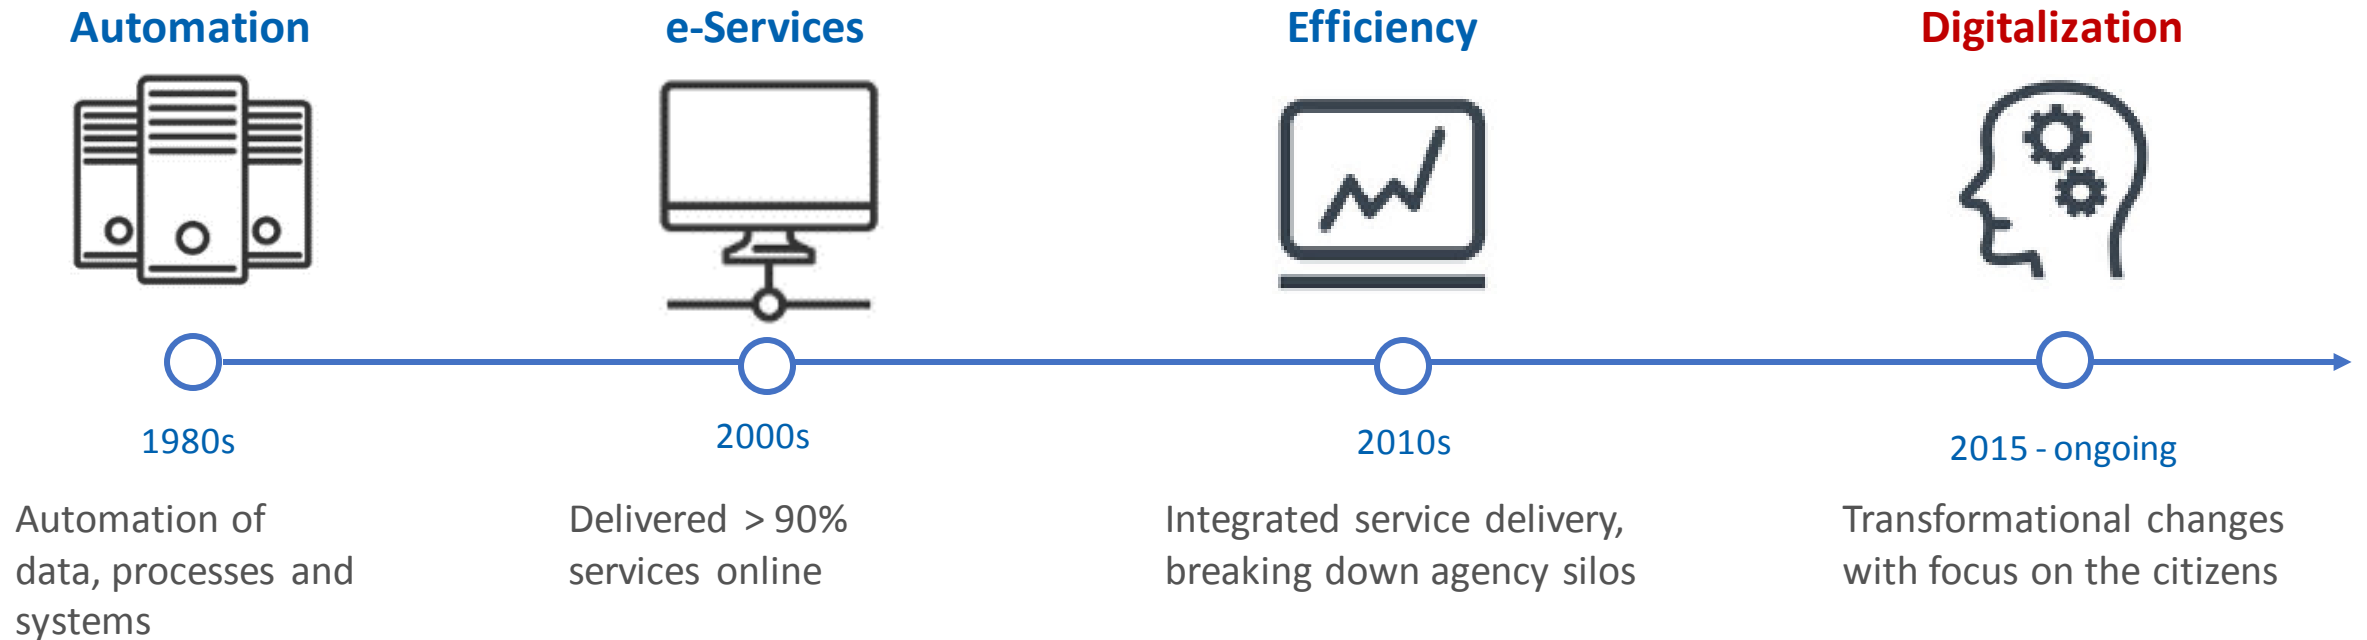 Automation
e-Services
Efficiency
Digitalization
1980s
2000s
2010s
2015 - ongoing
Automation of
data, processes and
systems
Delivered > 90%
services online
Integrated service delivery,
breaking down agency silos
Transformational changes
with focus on the citizens